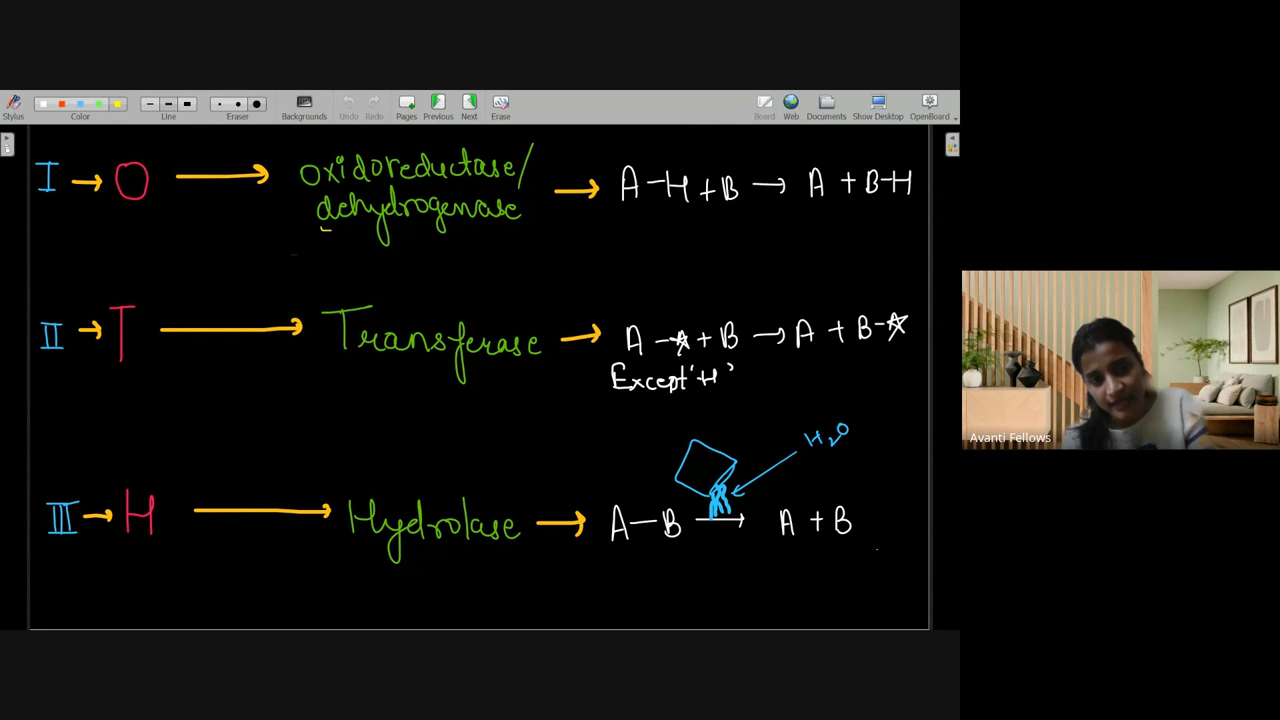 Stylus
Color
Line
Eraser
Backgrounds
Undo
Redo
Pages
Previous
Next
Erase
Board
Web
Documents
Show Desktop
OpenBoard
I → O → oxidoreductase/ → A-H + B → A + B-H
dehydrogenase
II → T → Transferase → A-☆ + B → A + B-☆
Except 'H'
H2O
III → H → Hydrolase → A-B → A + B
Avanti Fellows